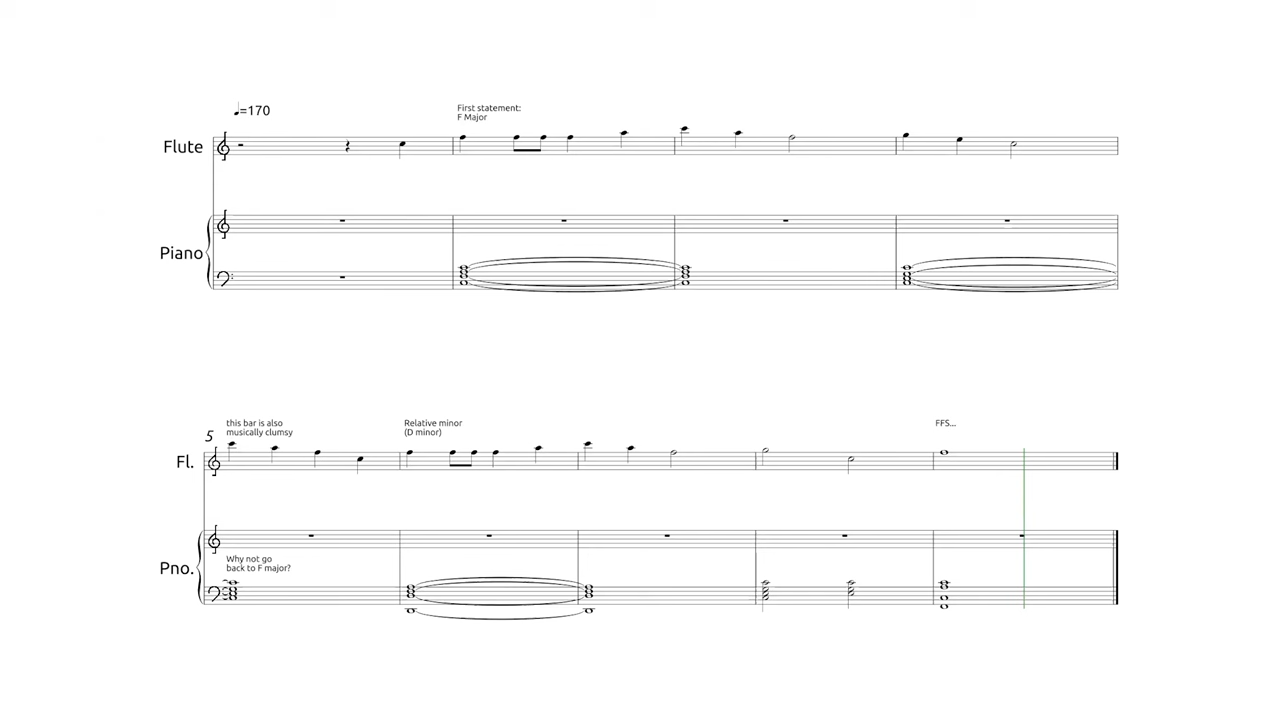 ♩=170
First statement:
F Major
Flute
Piano
this bar is also
musically clumsy
Relative minor
(D minor)
FFS...
5
Fl.
Why not go
back to F major?
Pno.